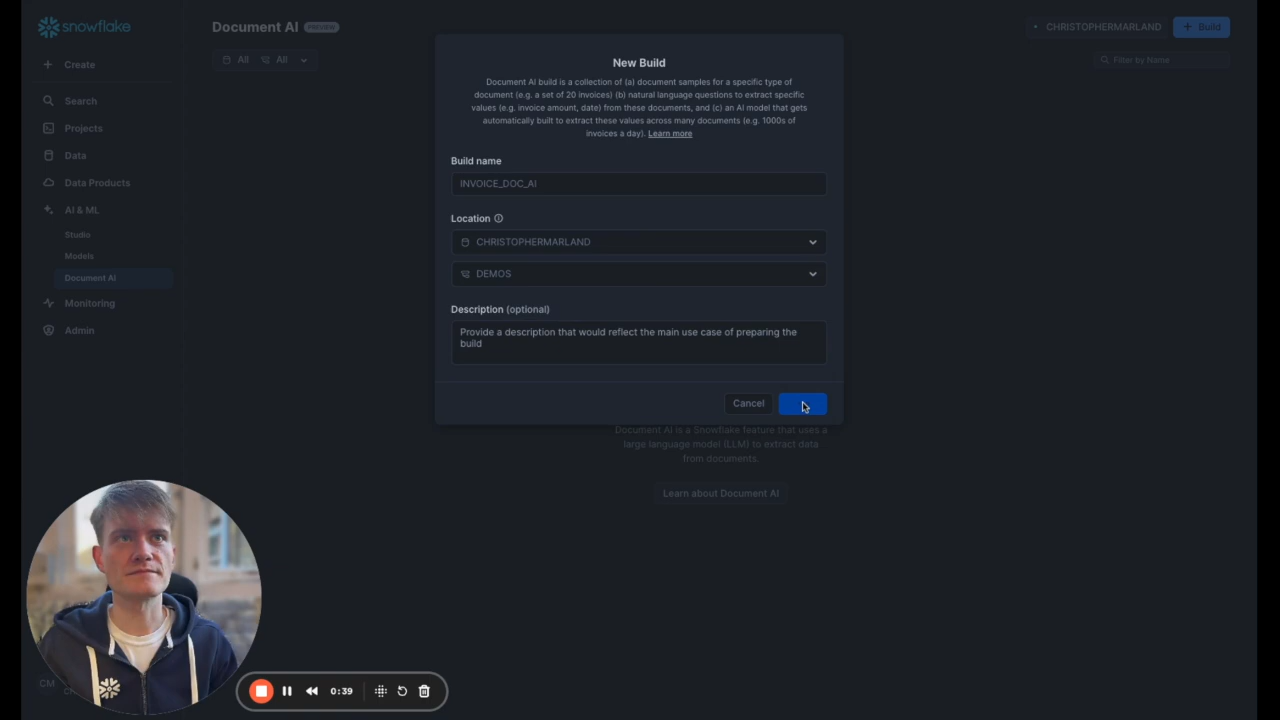 snowflake
Document AI PREVIEW
CHRISTOPHERMARLAND
+ Build
All All
Filter by Name
Create
Search
Projects
Data
Data Products
AI & ML
Studio
Models
Document AI
Monitoring
Admin
New Build
Document AI build is a collection of (a) document samples for a specific type of
document (e.g. a set of 20 invoices) (b) natural language questions to extract specific
values (e.g. invoice amount, date) from these documents, and (c) an AI model that gets
automatically built to extract these values across many documents (e.g. 1000s of
invoices a day). Learn more
Build name
INVOICE_DOC_AI
Location
CHRISTOPHERMARLAND
DEMOS
Description (optional)
Provide a description that would reflect the main use case of preparing the
build
Cancel
Document AI is a Snowflake feature that uses a
large language model (LLM) to extract data
from documents.
Learn about Document AI
CM
0:39